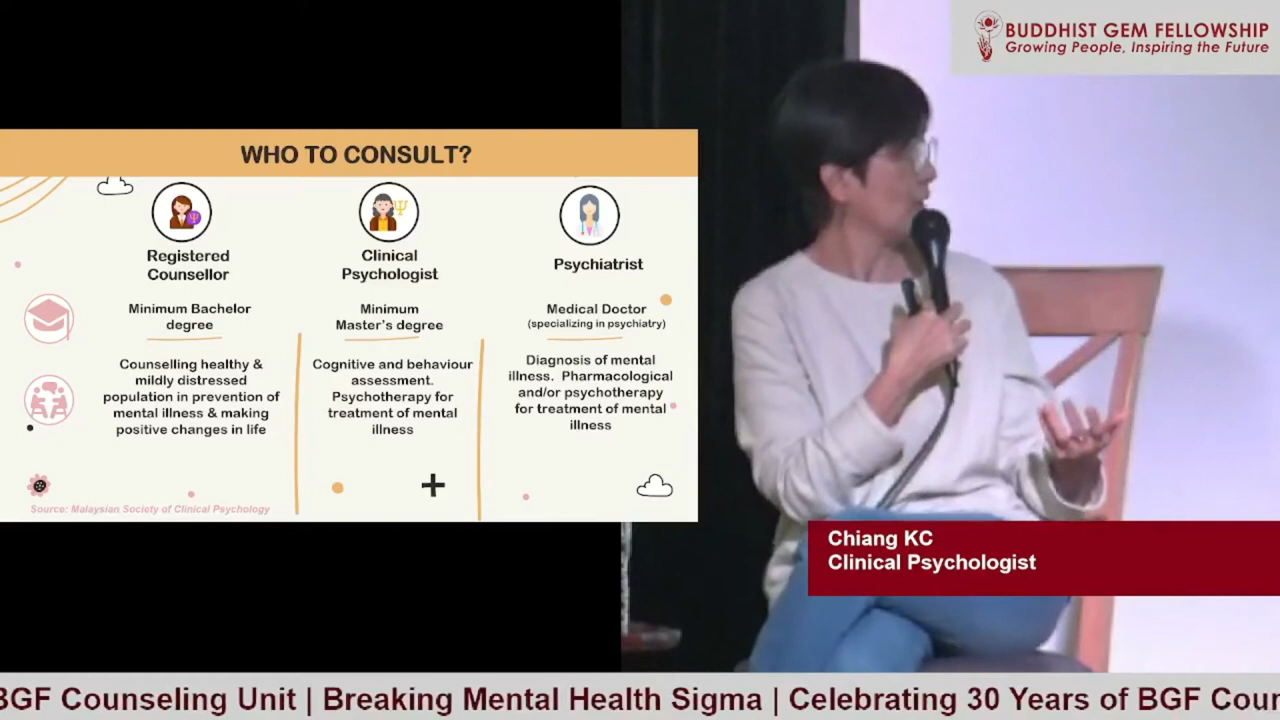 BUDDHIST GEM FELLOWSHIP
Growing People, Inspiring the Future
WHO TO CONSULT?
Registered
Counsellor
Minimum Bachelor
degree
Counselling healthy &
mildly distressed
population in prevention of
mental illness & making
positive changes in life
Clinical
Psychologist
Minimum
Master's degree
Cognitive and behaviour
assessment.
Psychotherapy for
treatment of mental
illness
Psychiatrist
Medical Doctor
(specializing in psychiatry)
Diagnosis of mental
illness. Pharmacological
and/or psychotherapy
for treatment of mental
illness
Source: Malaysian Society of Clinical Psychology
Chiang KC
Clinical Psychologist
BGF Counseling Unit | Breaking Mental Health Sigma | Celebrating 30 Years of BGF Coun